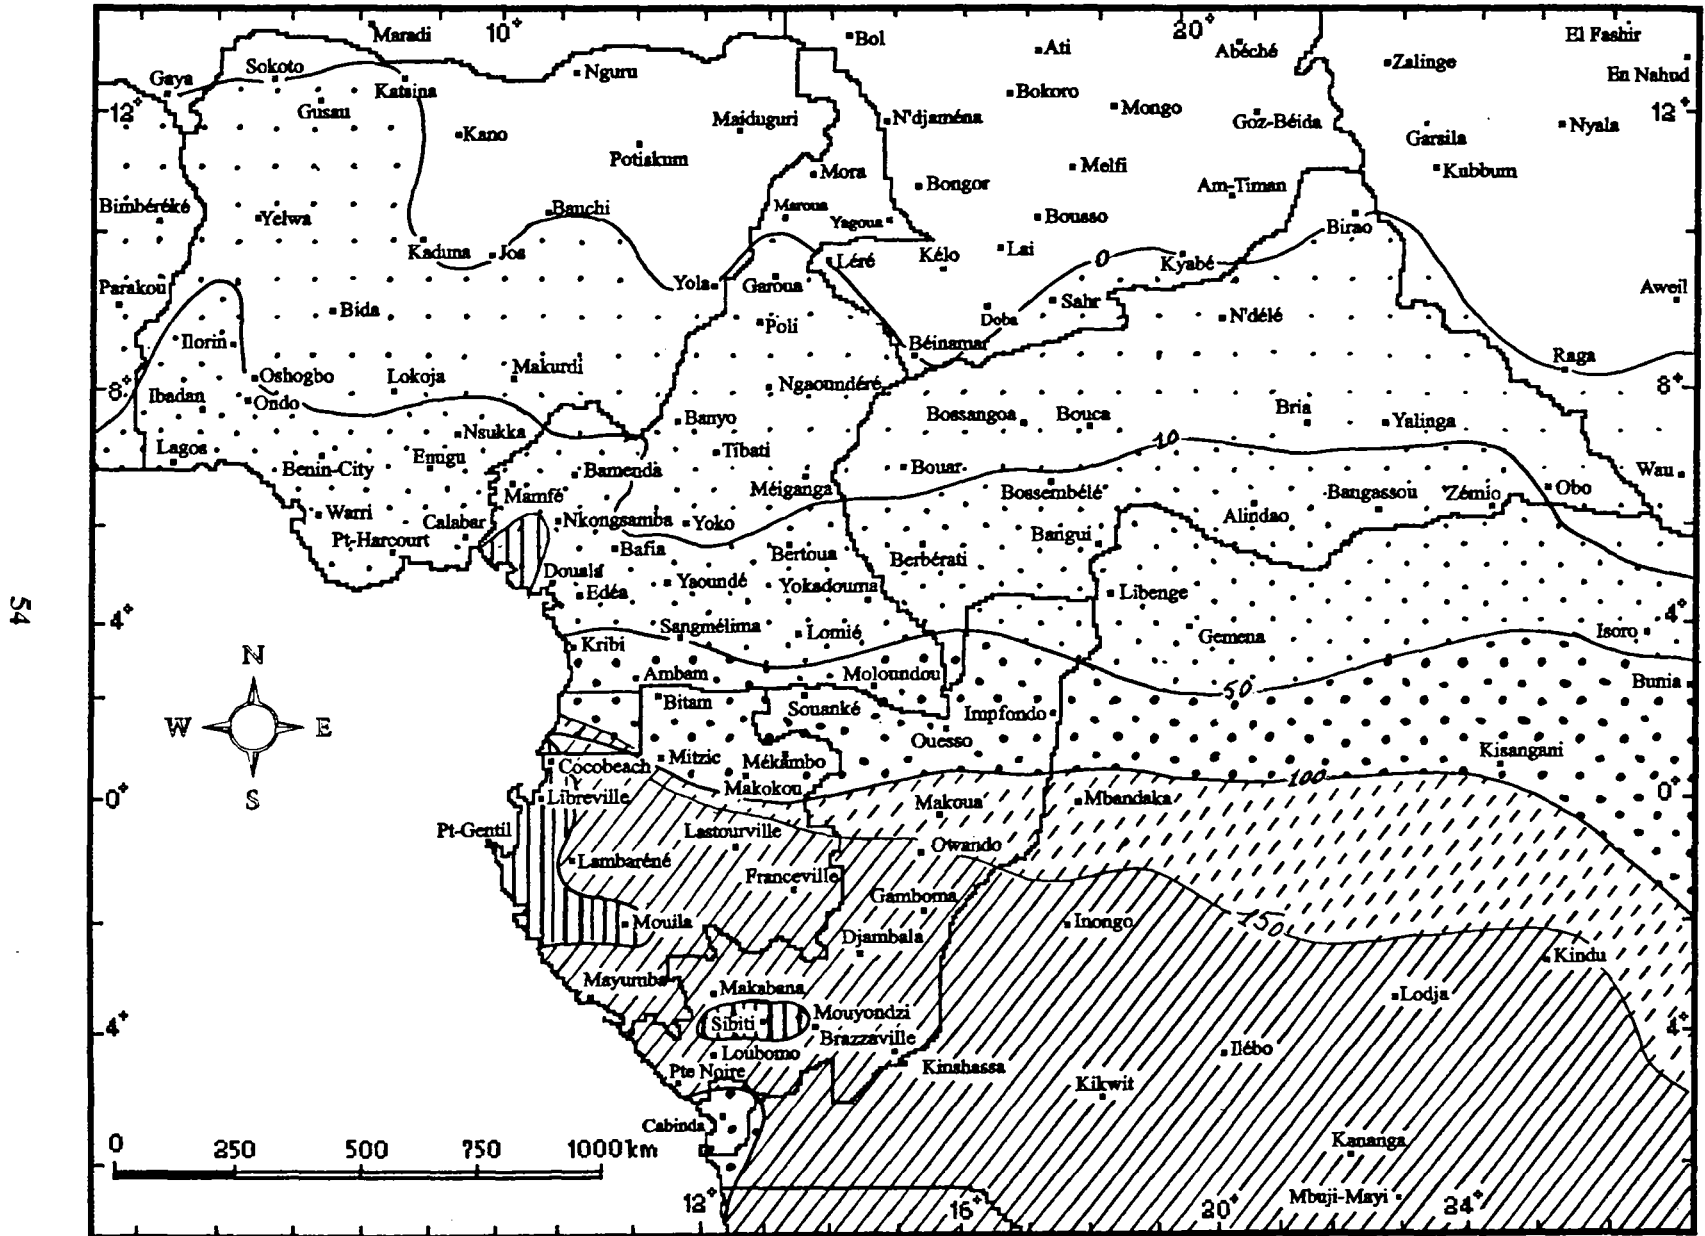 10°
20°
Maradi
Bol
Ati
Abéché
El Fashir
Zalinge
Gaya
Sokoto
Katsina
Nguru
En Nahud
12°
Gusau
Bokoro
Mongo
12°
Kano
Maiduguri
N'djaména
Goz-Béida
Garsila
Nyala
Potiskum
Mora
Melfi
Kubbum
Bongor
Am-Timan
Bimbéréké
Yelwa
Banchi
Maroua
Yagoua
Bousso
Birao
Kaduna
Jos
Léré
Kélo
Lai
0
Kyabé
Parakou
Yola
Garoua
Aweil
Bida
Poli
Doba
Sahr
N'délé
Ilorin
Béinamar
Raga
8°
Oshogbo
Lokoja
Makurdi
Ngaoundéré
8°
Ibadan
Ondo
Banyo
Bossangoa
Bouca
Bria
Yalinga
Lagos
Nsukka
10
Benin-City
Enugu
Bamenda
Tibati
Bouar
Wau
Mamfé
Méiganga
Bossembélé
Bangassou
Zémio
Obo
Warri
Calabar
Nkongsamba
Yoko
Alindao
Pt-Harcourt
Bafia
Bertoua
Berbérati
Bangui
Douala
Edéa
Yaoundé
Yokadouma
Libenge
54
4°
Sangmélima
Lomié
Gemena
Isoro
4°
N
Kribi
Ambam
Moloundou
50
Bunia
W
E
Bitam
Souanké
Impfondo
Ouesso
Kisangani
Cocobeach
Mitzic
Mékambo
100
S
0°
Libreville
Makokou
Makoua
Mbandaka
0°
Pt-Gentil
Lastourville
Owando
Lambaréné
Franceville
Gamboma
Mouila
Inongo
150
Djambala
Kindu
Mayumba
Makabana
Lodja
4°
Sibiti
Mouyondzi
4°
Brazzaville
Loubomo
Ilébo
Pte Noire
Kinshassa
Kikwit
Cabinda
0 250 500 750 1000 km
Kananga
12°
16°
20°
Mbuji-Mayi
24°